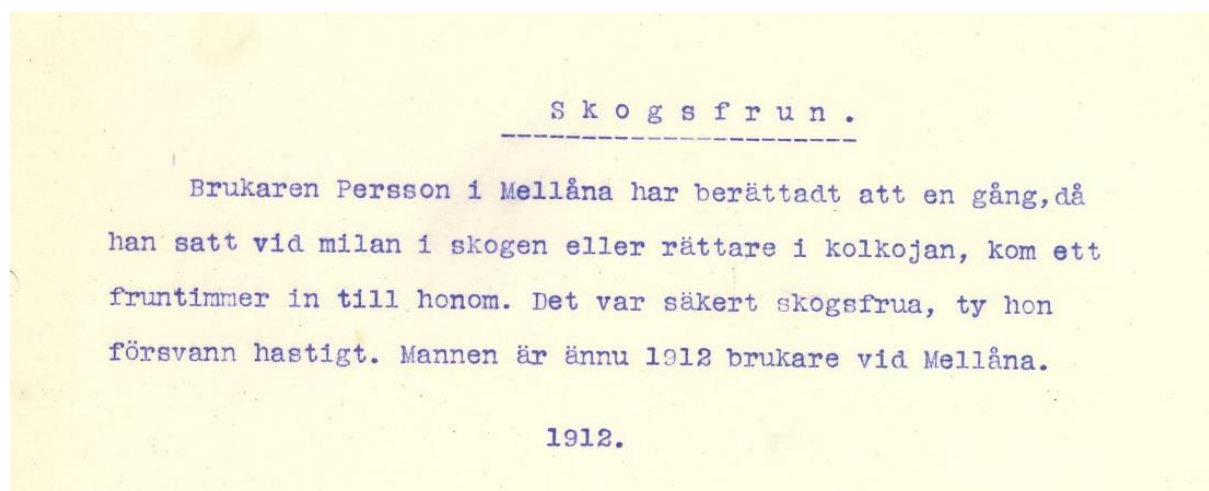 Skogsfrun.
Brukaren Persson i Mellåna har berättadt att en gång,då
han satt vid milan i skogen eller rättare i kolkojan, kom ett
fruntimmer in till honom. Det var säkert skogsfrua, ty hon
försvann hastigt. Mannen är ännu 1912 brukare vid Mellåna.
1912.